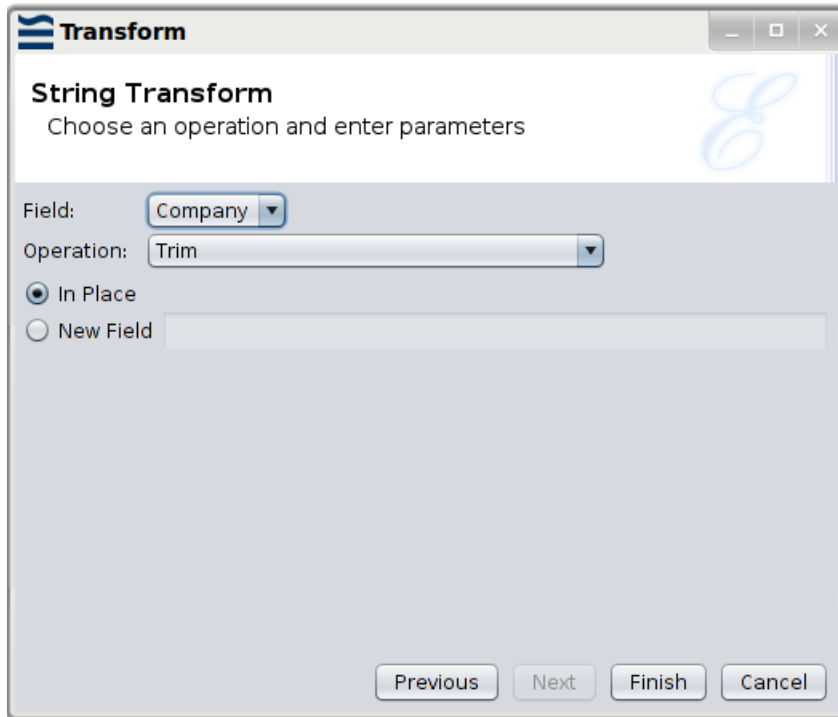 Transform
String Transform
Choose an operation and enter parameters
Field: Company
Operation: Trim
In Place
New Field
Previous Next Finish Cancel